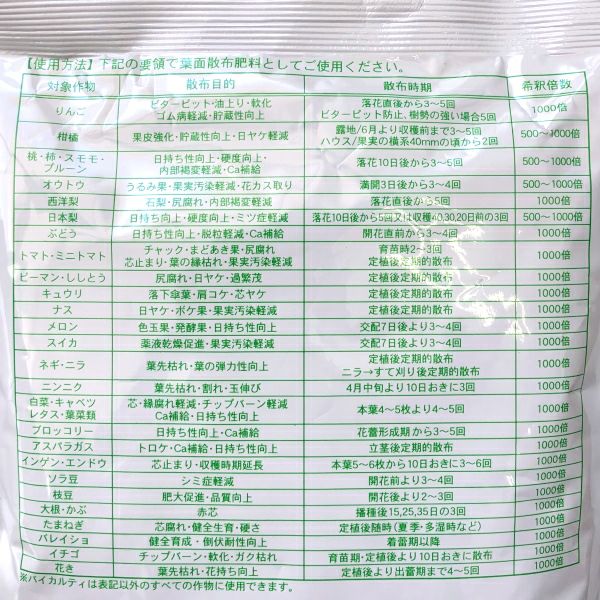 【使用方法】下記の要領で葉面散布肥料としてご使用ください。
対象作物 散布目的 散布時期 希釈倍数
りんご ビターピット・油上り・軟化 落花直後から3〜5回 1000倍
ゴム病軽減・貯蔵性向上 ビターピット防止、樹勢の強い場合5回
柑橘 果皮強化・貯蔵性向上・日ヤケ軽減 露地/6月より収穫前まで3〜5回 500〜1000倍
ハウス/果実の横系40mmの頃から2回
桃・柿・スモモ・ 日持ち性向上・硬度向上・ 落花10日後から3〜5回 500〜1000倍
プルーン 内部褐変軽減・Ca補給
オウトウ うるみ果・果実汚染軽減・花カス取り 満開3日後から3〜4回 500〜1000倍
西洋梨 石梨・尻腐れ・内部褐変軽減 落花直後から5回 1000倍
日本梨 日持ち向上・硬度向上・ミツ症軽減 落花10日後から5回又は収穫40,30,20日前の3回 500〜1000倍
ぶどう 日持ち向上・脱粒軽減・Ca補給 開花直前から3〜4回 1000倍
トマト・ミニトマト チャック・まどあき果・尻腐れ 育苗時2〜3回 1000倍
芯止まり・葉の縁枯れ・果実汚染軽減 定植後定期的散布
ピーマン・ししとう 尻腐れ・日ヤケ・過繁茂 定植後定期的散布 1000倍
キュウリ 落下傘葉・肩コケ・芯ヤケ 定植後定期的散布 1000倍
ナス 日ヤケ・ボケ果・果実汚染軽減 定植後定期的散布 1000倍
メロン 色玉果・発酵果・日持ち性向上 交配7日後より3〜4回 1000倍
スイカ 薬液乾燥促進・果実汚染軽減 交配7日後より3〜4回 1000倍
ネギ・ニラ 葉先枯れ・葉の弾力性向上 定植後定期的散布 1000倍
ニラ→すて刈り後定期的散布
ニンニク 葉先枯れ・割れ・玉伸び 4月中旬より10日おきに3回 1000倍
白菜・キャベツ 芯・縁腐れ軽減・チップバーン軽減 本葉4〜5枚より4〜5回 1000倍
レタス・葉菜類 Ca補給・日持ち性向上
ブロッコリー 日持ち性向上・Ca補給 花蕾形成期から3〜5回 1000倍
アスパラガス トロケ・Ca補給・日持ち性向上 立茎後定期的散布 1000倍
インゲン・エンドウ 芯止まり・収穫時期延長 本葉5〜6枚から10日おきに3〜6回 1000倍
ソラ豆 シミ症軽減 開花前より3〜4回 1000倍
枝豆 肥大促進・品質向上 開花後より2〜3回 1000倍
大根・かぶ 赤芯 播種後15,25,35日の3回 1000倍
たまねぎ 芯腐れ・健全生育・硬さ 定植後随時(夏季・多湿時など) 1000倍
バレイショ 健全育成・倒伏耐性向上 着蕾期以降 1000倍
イチゴ チップバーン・軟化・ガク枯れ 育苗期・定植後より10日おきに散布 1000倍
花き 葉先枯れ・花持ち向上 定植後より出蕾期まで4〜5回 1000倍
※バイカルティは表記以外のすべての作物に使用できます。